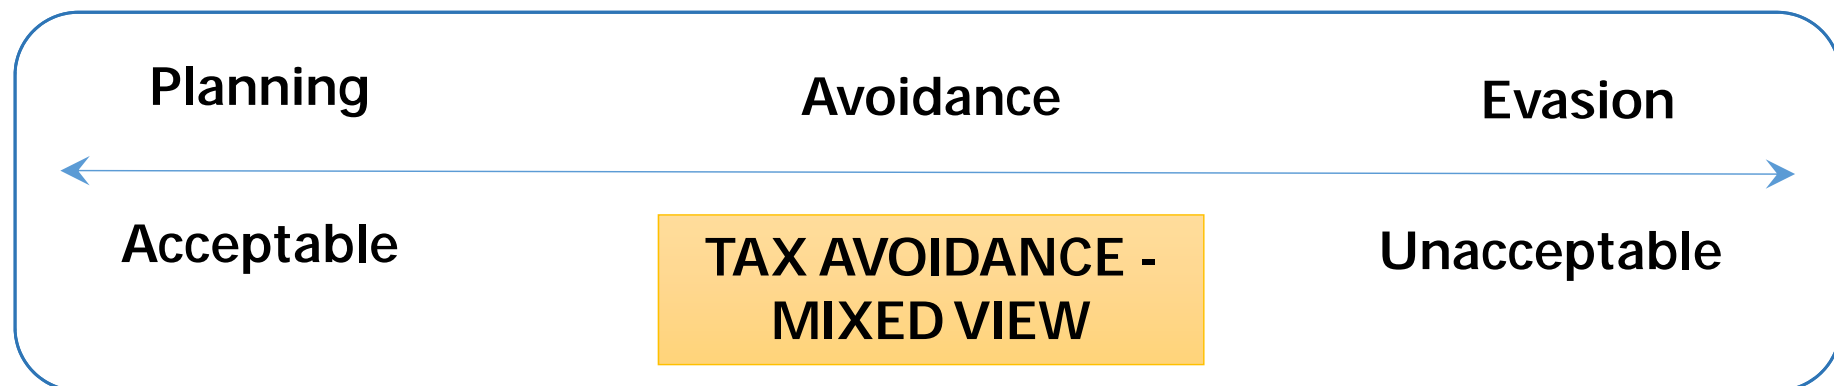 Planning
Avoidance
Evasion
Acceptable
TAX AVOIDANCE -
MIXED VIEW
Unacceptable